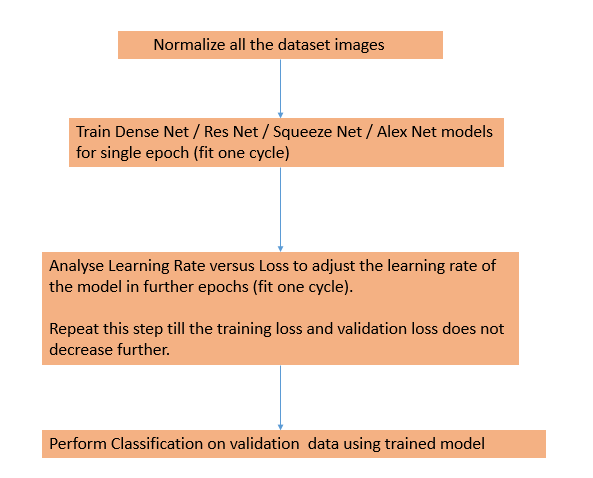 Normalize all the dataset images
Train Dense Net / Res Net / Squeeze Net / Alex Net models
for single epoch (fit one cycle)
Analyse Learning Rate versus Loss to adjust the learning rate of
the model in further epochs (fit one cycle).
Repeat this step till the training loss and validation loss does not
decrease further.
Perform Classification on validation  data using trained model